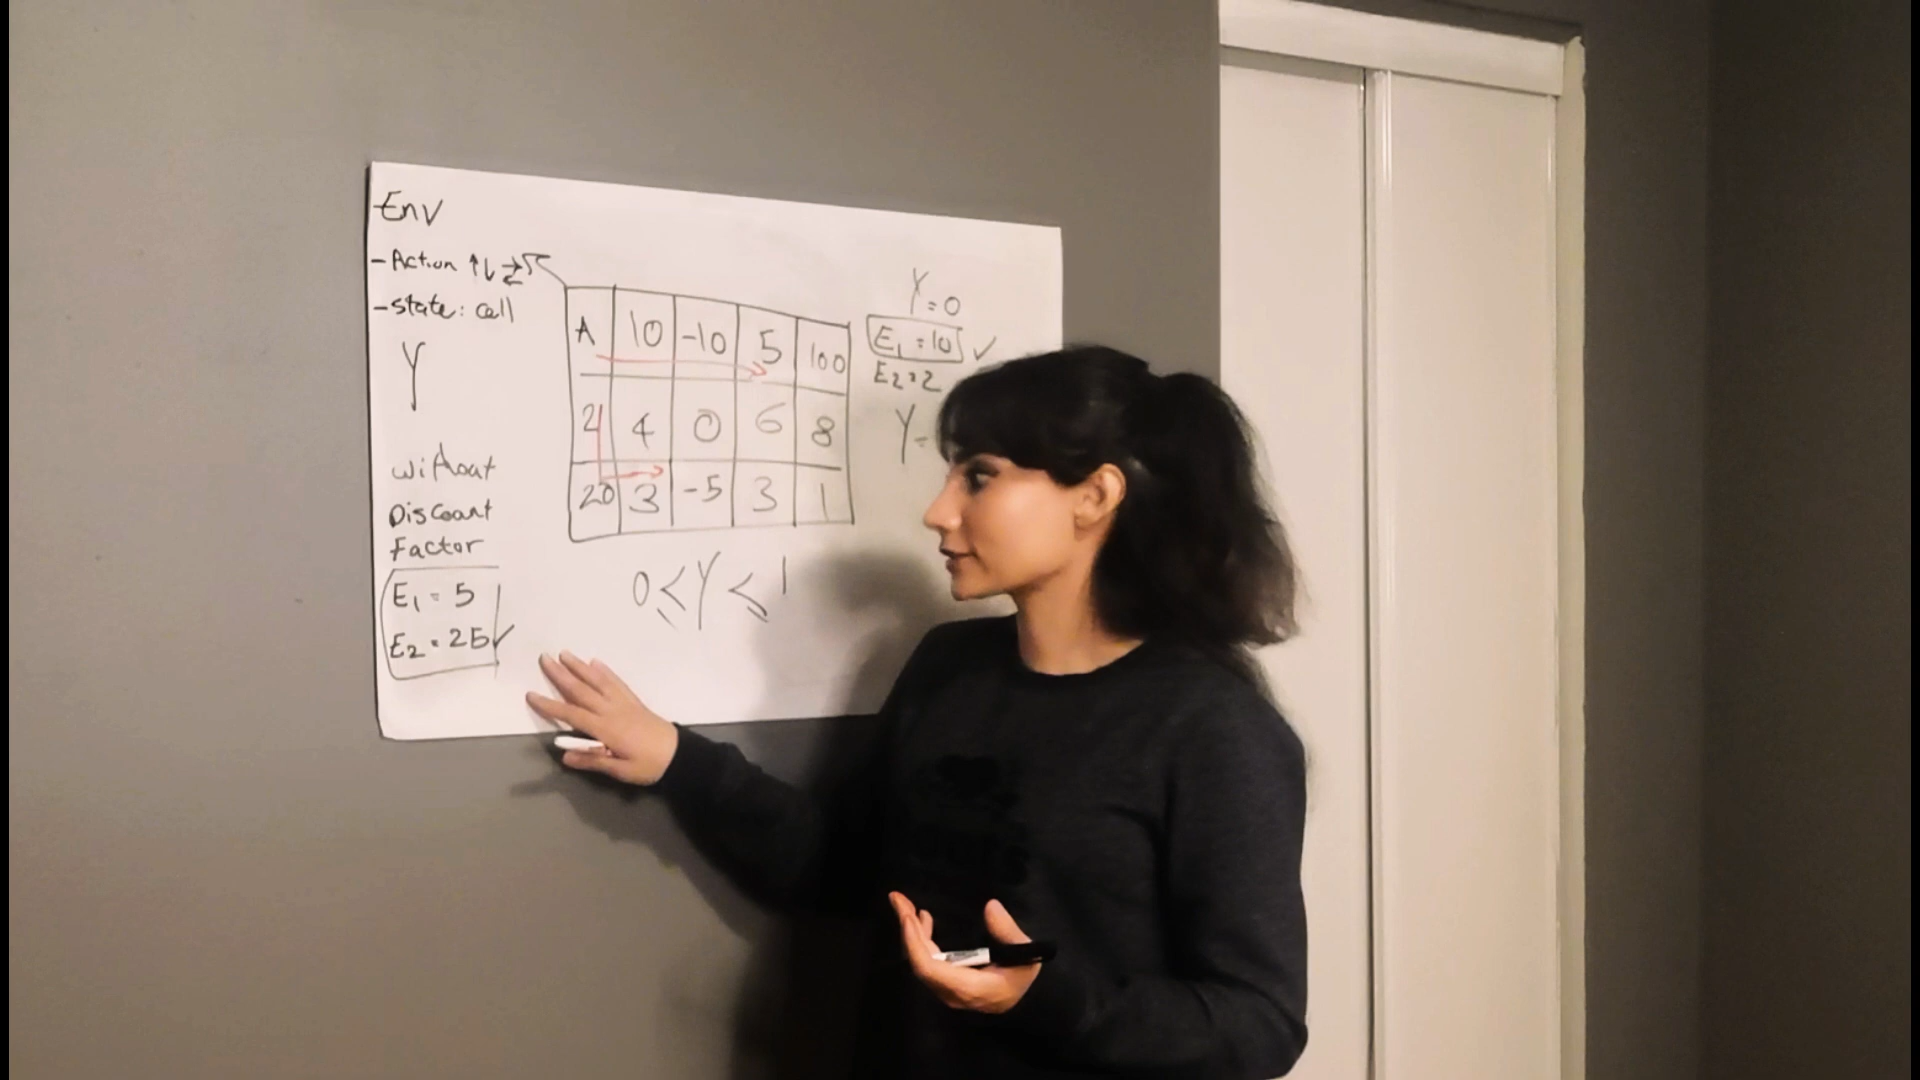 -Env
-Action ↑↓⇄
-state: cell
γ
A 10 -10 5 100
2 4 0 6 8
20 3 -5 3 1
0 ≤ γ ≤ 1
without
Discount
Factor
E1 = 5
E2 = 25 ✓
γ = 0
E1 = 10 ✓
E2 = 2
γ =